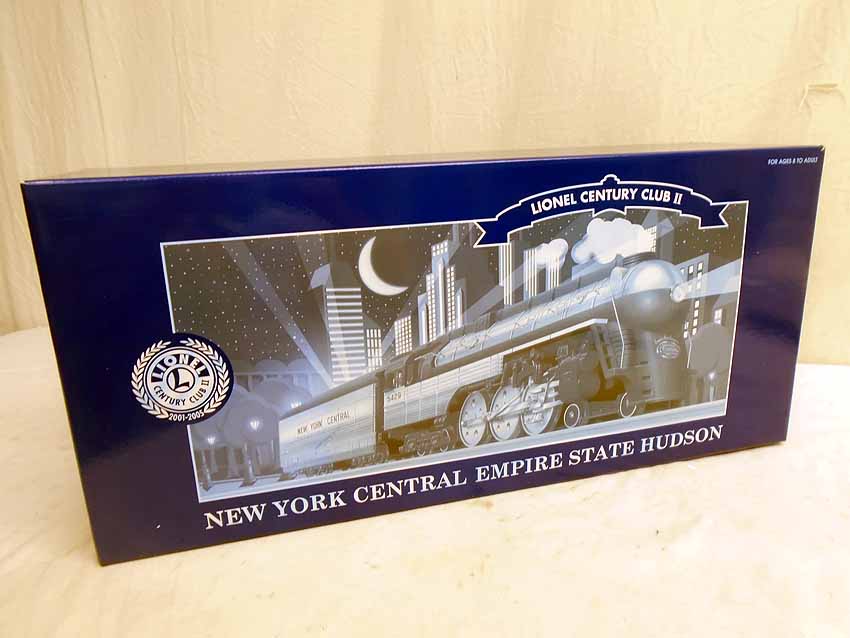 FOR AGES 8 TO ADULT
LIONEL CENTURY CLUB II
LIONEL
L
CENTURY CLUB II
2001-2005
NEW YORK CENTRAL
5429
NEW YORK CENTRAL EMPIRE STATE HUDSON